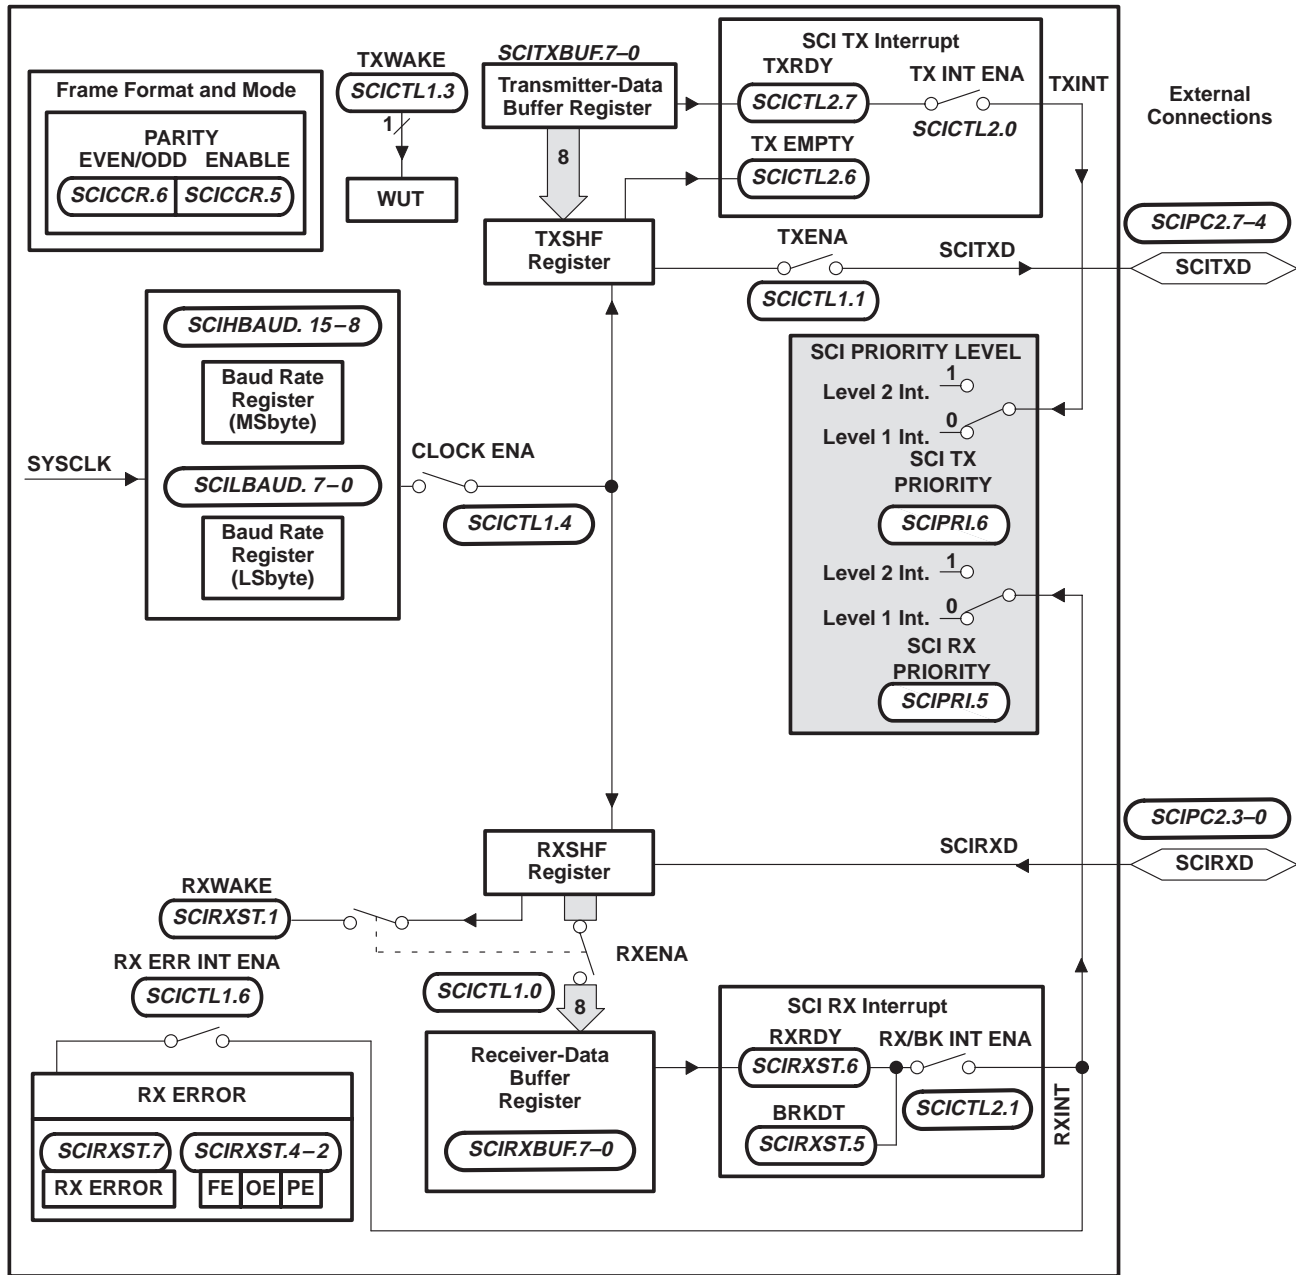 Frame Format and Mode
PARITY
EVEN/ODD ENABLE
SCICCR.6 SCICCR.5
TXWAKE
SCICTL1.3
1
WUT
SCITXBUF.7–0
Transmitter-Data
Buffer Register
8
TXSHF
Register
SCI TX Interrupt
TXRDY
SCICTL2.7
TX INT ENA
SCICTL2.0
TX EMPTY
SCICTL2.6
TXINT
External
Connections
TXENA
SCICTL1.1
SCITXD
SCIPC2.7–4
SCITXD
SCIHBAUD. 15–8
Baud Rate
Register
(MSbyte)
SYSCLK
SCILBAUD. 7–0
Baud Rate
Register
(LSbyte)
CLOCK ENA
SCICTL1.4
SCI PRIORITY LEVEL
1
Level 2 Int.
0
Level 1 Int.
SCI TX
PRIORITY
SCIPRI.6
1
Level 2 Int.
0
Level 1 Int.
SCI RX
PRIORITY
SCIPRI.5
RXSHF
Register
SCIRXD
SCIPC2.3–0
SCIRXD
RXWAKE
SCIRXST.1
RXENA
SCICTL1.0
8
RX ERR INT ENA
SCICTL1.6
RX ERROR
SCIRXST.7
SCIRXST.4–2
RX ERROR
FE OE PE
Receiver-Data
Buffer
Register
SCIRXBUF.7–0
SCI RX Interrupt
RXRDY
SCIRXST.6
RX/BK INT ENA
SCICTL2.1
BRKDT
SCIRXST.5
RXINT